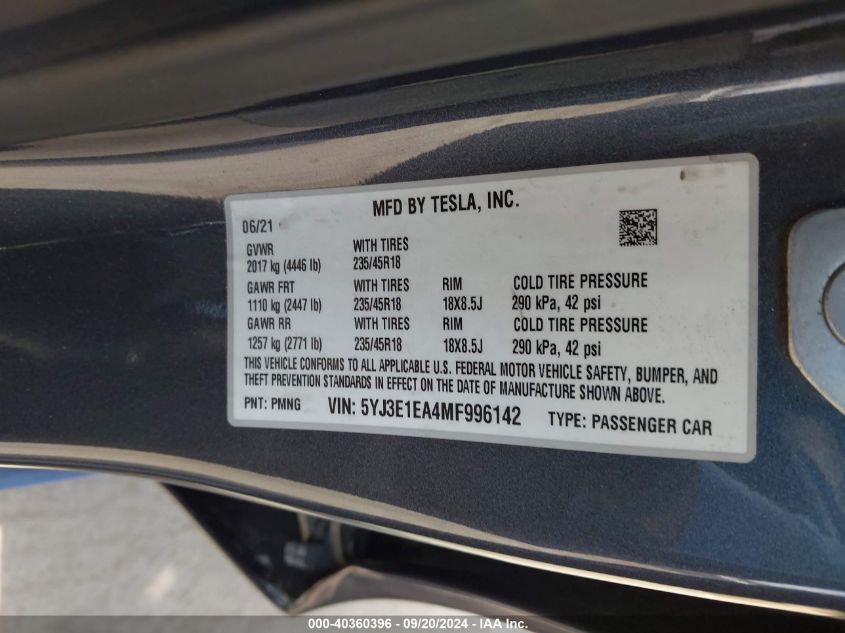 MFD BY TESLA, INC.
06/21
GVWR WITH TIRES
2017 kg (4446 lb) 235/45R18
GAWR FRT WITH TIRES RIM COLD TIRE PRESSURE
1110 kg (2447 lb) 235/45R18 18X8.5J 290 kPa, 42 psi
GAWR RR WITH TIRES RIM COLD TIRE PRESSURE
1257 kg (2771 lb) 235/45R18 18X8.5J 290 kPa, 42 psi
THIS VEHICLE CONFORMS TO ALL APPLICABLE U.S. FEDERAL MOTOR VEHICLE SAFETY, BUMPER, AND
THEFT PREVENTION STANDARDS IN EFFECT ON THE DATE OF MANUFACTURE SHOWN ABOVE.
PNT: PMNG VIN: 5YJ3E1EA4MF996142 TYPE: PASSENGER CAR
000-40360396 - 09/20/2024 - IAAI.com